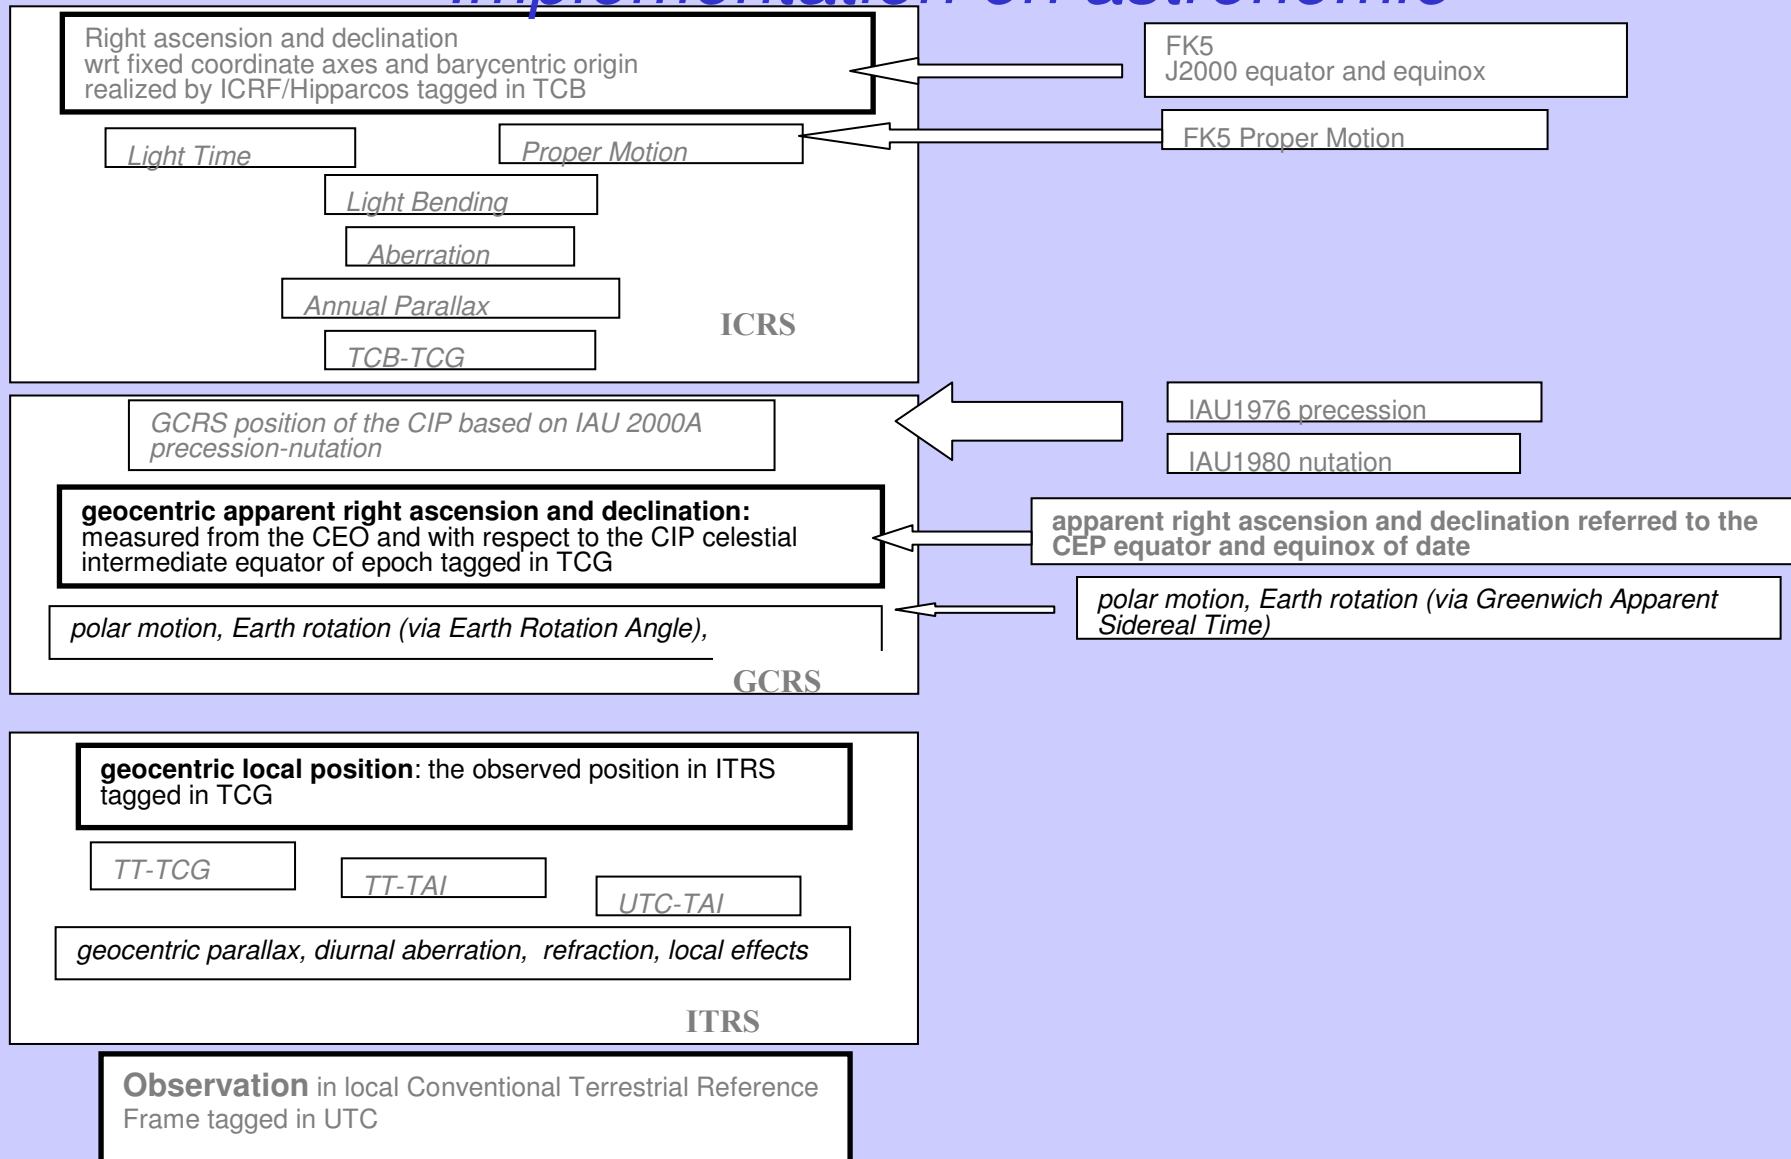 Implementation on astronomic
Right ascension and declination
wrt fixed coordinate axes and barycentric origin
realized by ICRF/Hipparcos tagged in TCB
FK5
J2000 equator and equinox
Light Time
Proper Motion
FK5 Proper Motion
Light Bending
Aberration
Annual Parallax
ICRS
TCB-TCG
GCRS position of the CIP based on IAU 2000A
precession-nutation
IAU1976 precession
IAU1980 nutation
geocentric apparent right ascension and declination:
measured from the CEO and with respect to the CIP celestial
intermediate equator of epoch tagged in TCG
apparent right ascension and declination referred to the
CEP equator and equinox of date
polar motion, Earth rotation (via Earth Rotation Angle),
polar motion, Earth rotation (via Greenwich Apparent
Sidereal Time)
GCRS
geocentric local position: the observed position in ITRS
tagged in TCG
TT-TCG
TT-TAI
UTC-TAI
geocentric parallax, diurnal aberration, refraction, local effects
ITRS
Observation in local Conventional Terrestrial Reference
Frame tagged in UTC